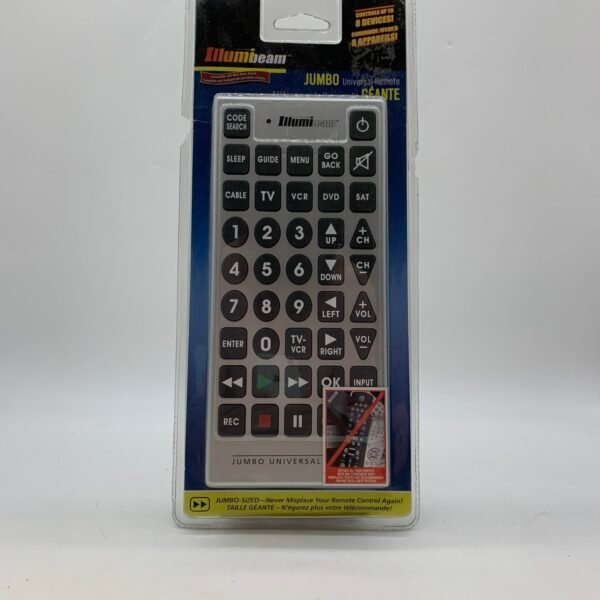 CONTROLS UP TO
8 DEVICES!
COMMANDE JUSQU'À
8 APPAREILS!
Illumibeam™
JUMBO Universal Remote
GÉANTE
CODE SEARCH
Illumibeam™
SLEEP GUIDE MENU GO BACK
CABLE TV VCR DVD SAT
1 2 3 UP + CH
4 5 6 DOWN CH −
7 8 9 LEFT + VOL
ENTER 0 TV-VCR RIGHT VOL −
OK INPUT
REC
JUMBO UNIVERSAL
JUMBO-SIZED—Never Misplace Your Remote Control Again!
TAILLE GÉANTE – N'égarez plus votre télécommande!